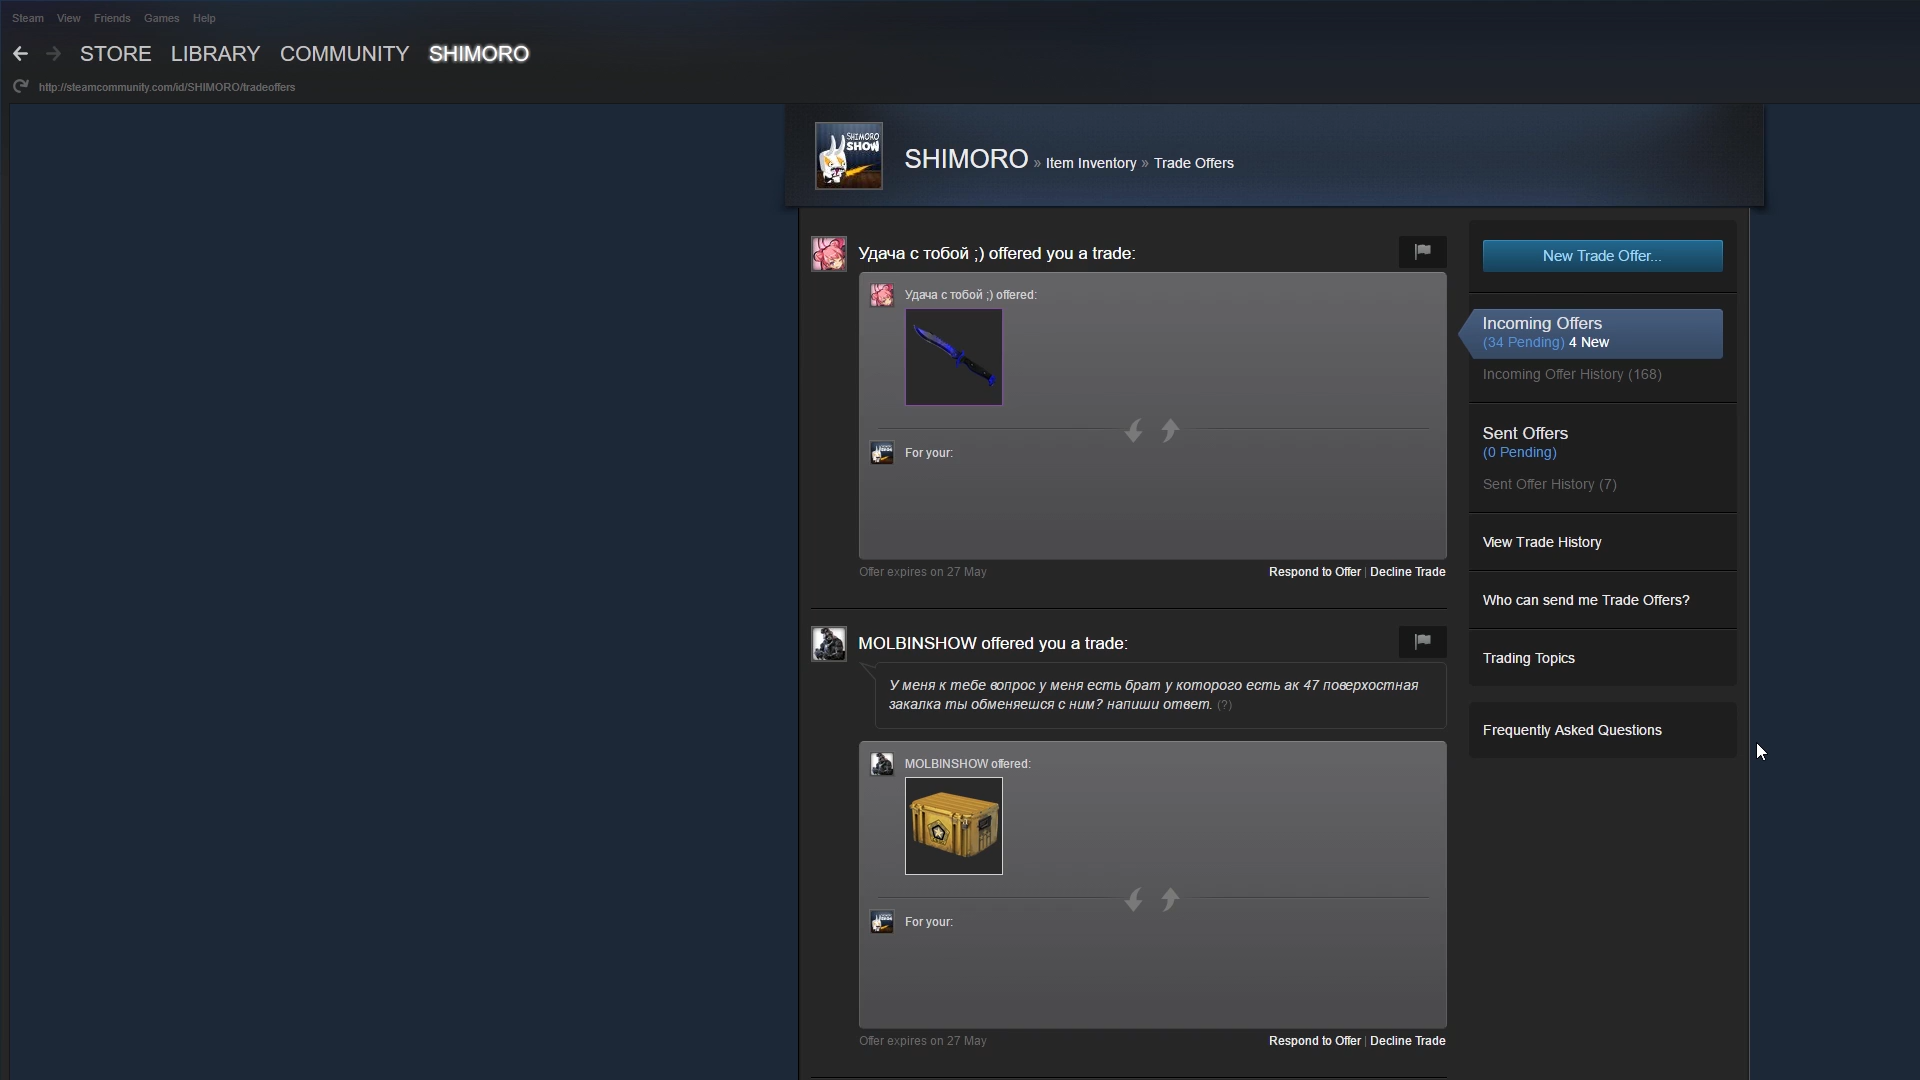 Steam View Friends Games Help
STORE LIBRARY COMMUNITY SHIMORO
http://steamcommunity.com/id/SHIMORO/tradeoffers
SHIMORO SHOW
SHIMORO » Item Inventory » Trade Offers
Удача с тобой ;) offered you a trade:
Удача с тобой ;) offered:
For your:
Offer expires on 27 May
Respond to Offer | Decline Trade
MOLBINSHOW offered you a trade:
У меня к тебе вопрос у меня есть брат у которого есть ак 47 поверхостная
закалка ты обменяешся с ним? напиши ответ. (?)
MOLBINSHOW offered:
For your:
Offer expires on 27 May
Respond to Offer | Decline Trade
New Trade Offer...
Incoming Offers
(34 Pending) 4 New
Incoming Offer History (168)
Sent Offers
(0 Pending)
Sent Offer History (7)
View Trade History
Who can send me Trade Offers?
Trading Topics
Frequently Asked Questions